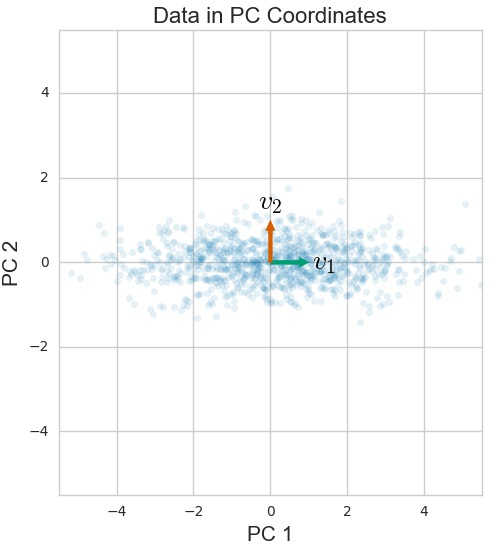 Data in PC Coordinates
4
2
0
−2
−4
PC 2
v₂
v₁
−4 −2 0 2 4
PC 1